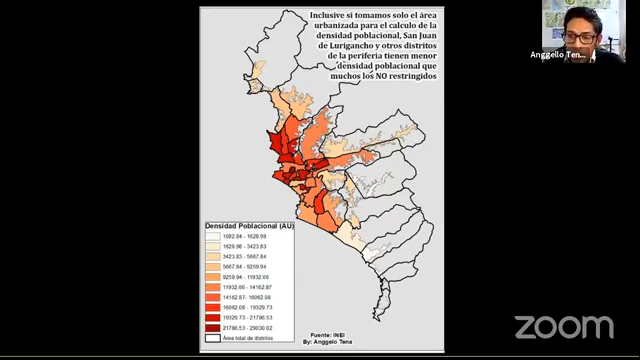 Inclusive si tomamos solo el área
urbanizada para el calculo de la
densidad poblacional, San Juan
de Lurigancho y otros distritos
de la periferia tienen menor
densidad poblacional que
muchos los NO restringidos
Anggello Ten...
Densidad Poblacional (AU)
1082.84 - 1628.98
1628.98 - 3423.83
3423.83 - 5667.84
5667.84 - 9259.94
9259.94 - 11932.66
11932.66 - 14162.87
14162.87 - 16062.08
16062.08 - 19329.73
19329.73 - 21786.53
21786.53 - 29030.02
Área total de distritos
Fuente: INEI
By: Anggelo Tena
zoom